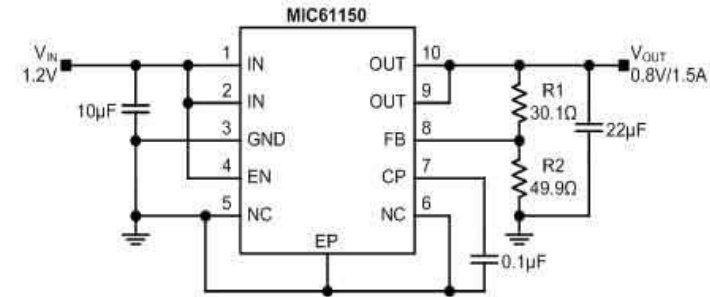 MIC61150
V_IN
1.2V
10µF
1
IN
2
IN
3
GND
4
EN
5
NC
EP
10
OUT
9
OUT
8
FB
7
CP
6
NC
R1
30.1Ω
R2
49.9Ω
22µF
0.1µF
V_OUT
0.8V/1.5A